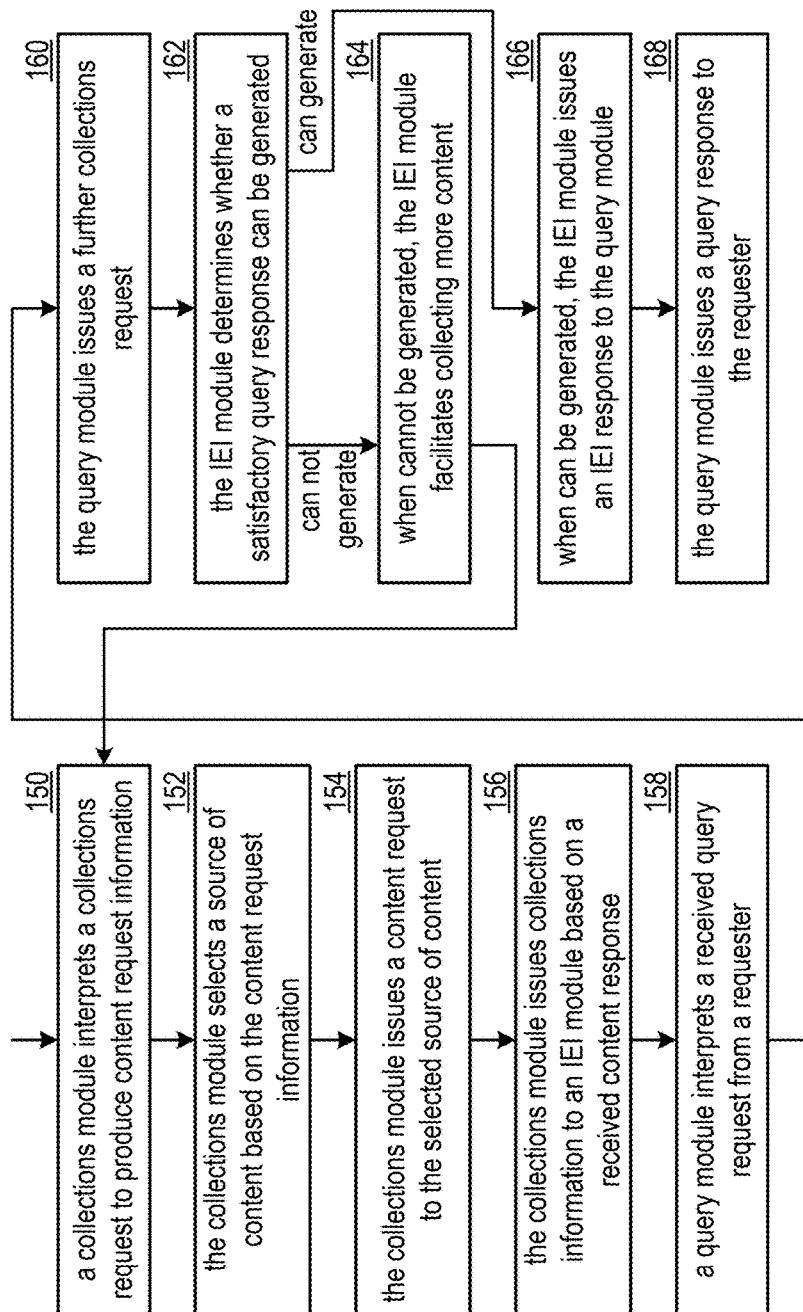 150
a collections module interprets a collections
request to produce content request information
152
the collections module selects a source of
content based on the content request
information
154
the collections module issues a content request
to the selected source of content
156
the collections module issues collections
information to an IEI module based on a
received content response
158
a query module interprets a received query
request from a requester
160
the query module issues a further collections
request
162
the IEI module determines whether a
satisfactory query response can be generated
can not
generate
can generate
164
when cannot be generated, the IEI module
facilitates collecting more content
166
when can be generated, the IEI module issues
an IEI response to the query module
168
the query module issues a query response to
the requester